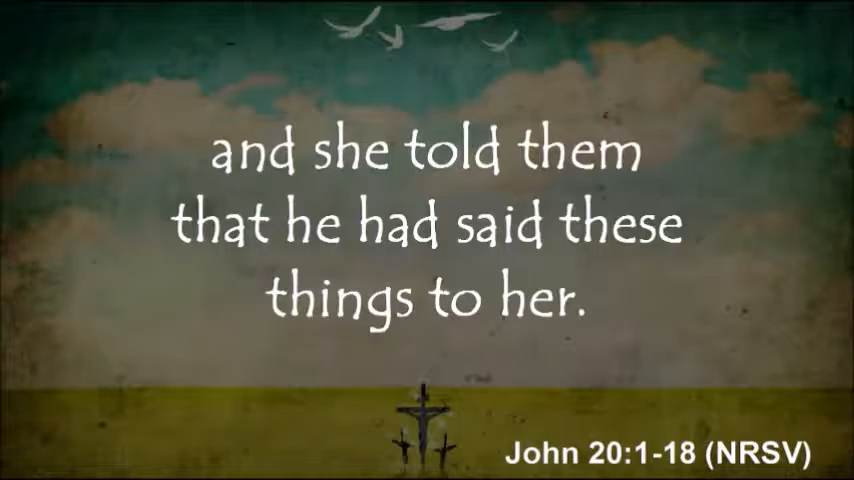 and she told them
that he had said these
things to her.
John 20:1-18 (NRSV)